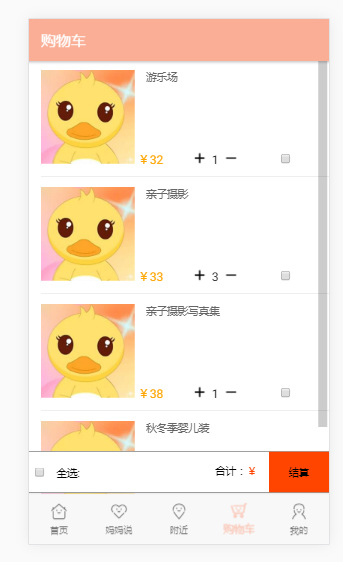 购物车
游乐场
¥32 + 1 −
亲子摄影
¥33 + 3 −
亲子摄影写真集
¥38 + 1 −
秋冬季婴儿装
全选: 合计：¥ 结算
首页 妈妈说 附近 购物车 我的